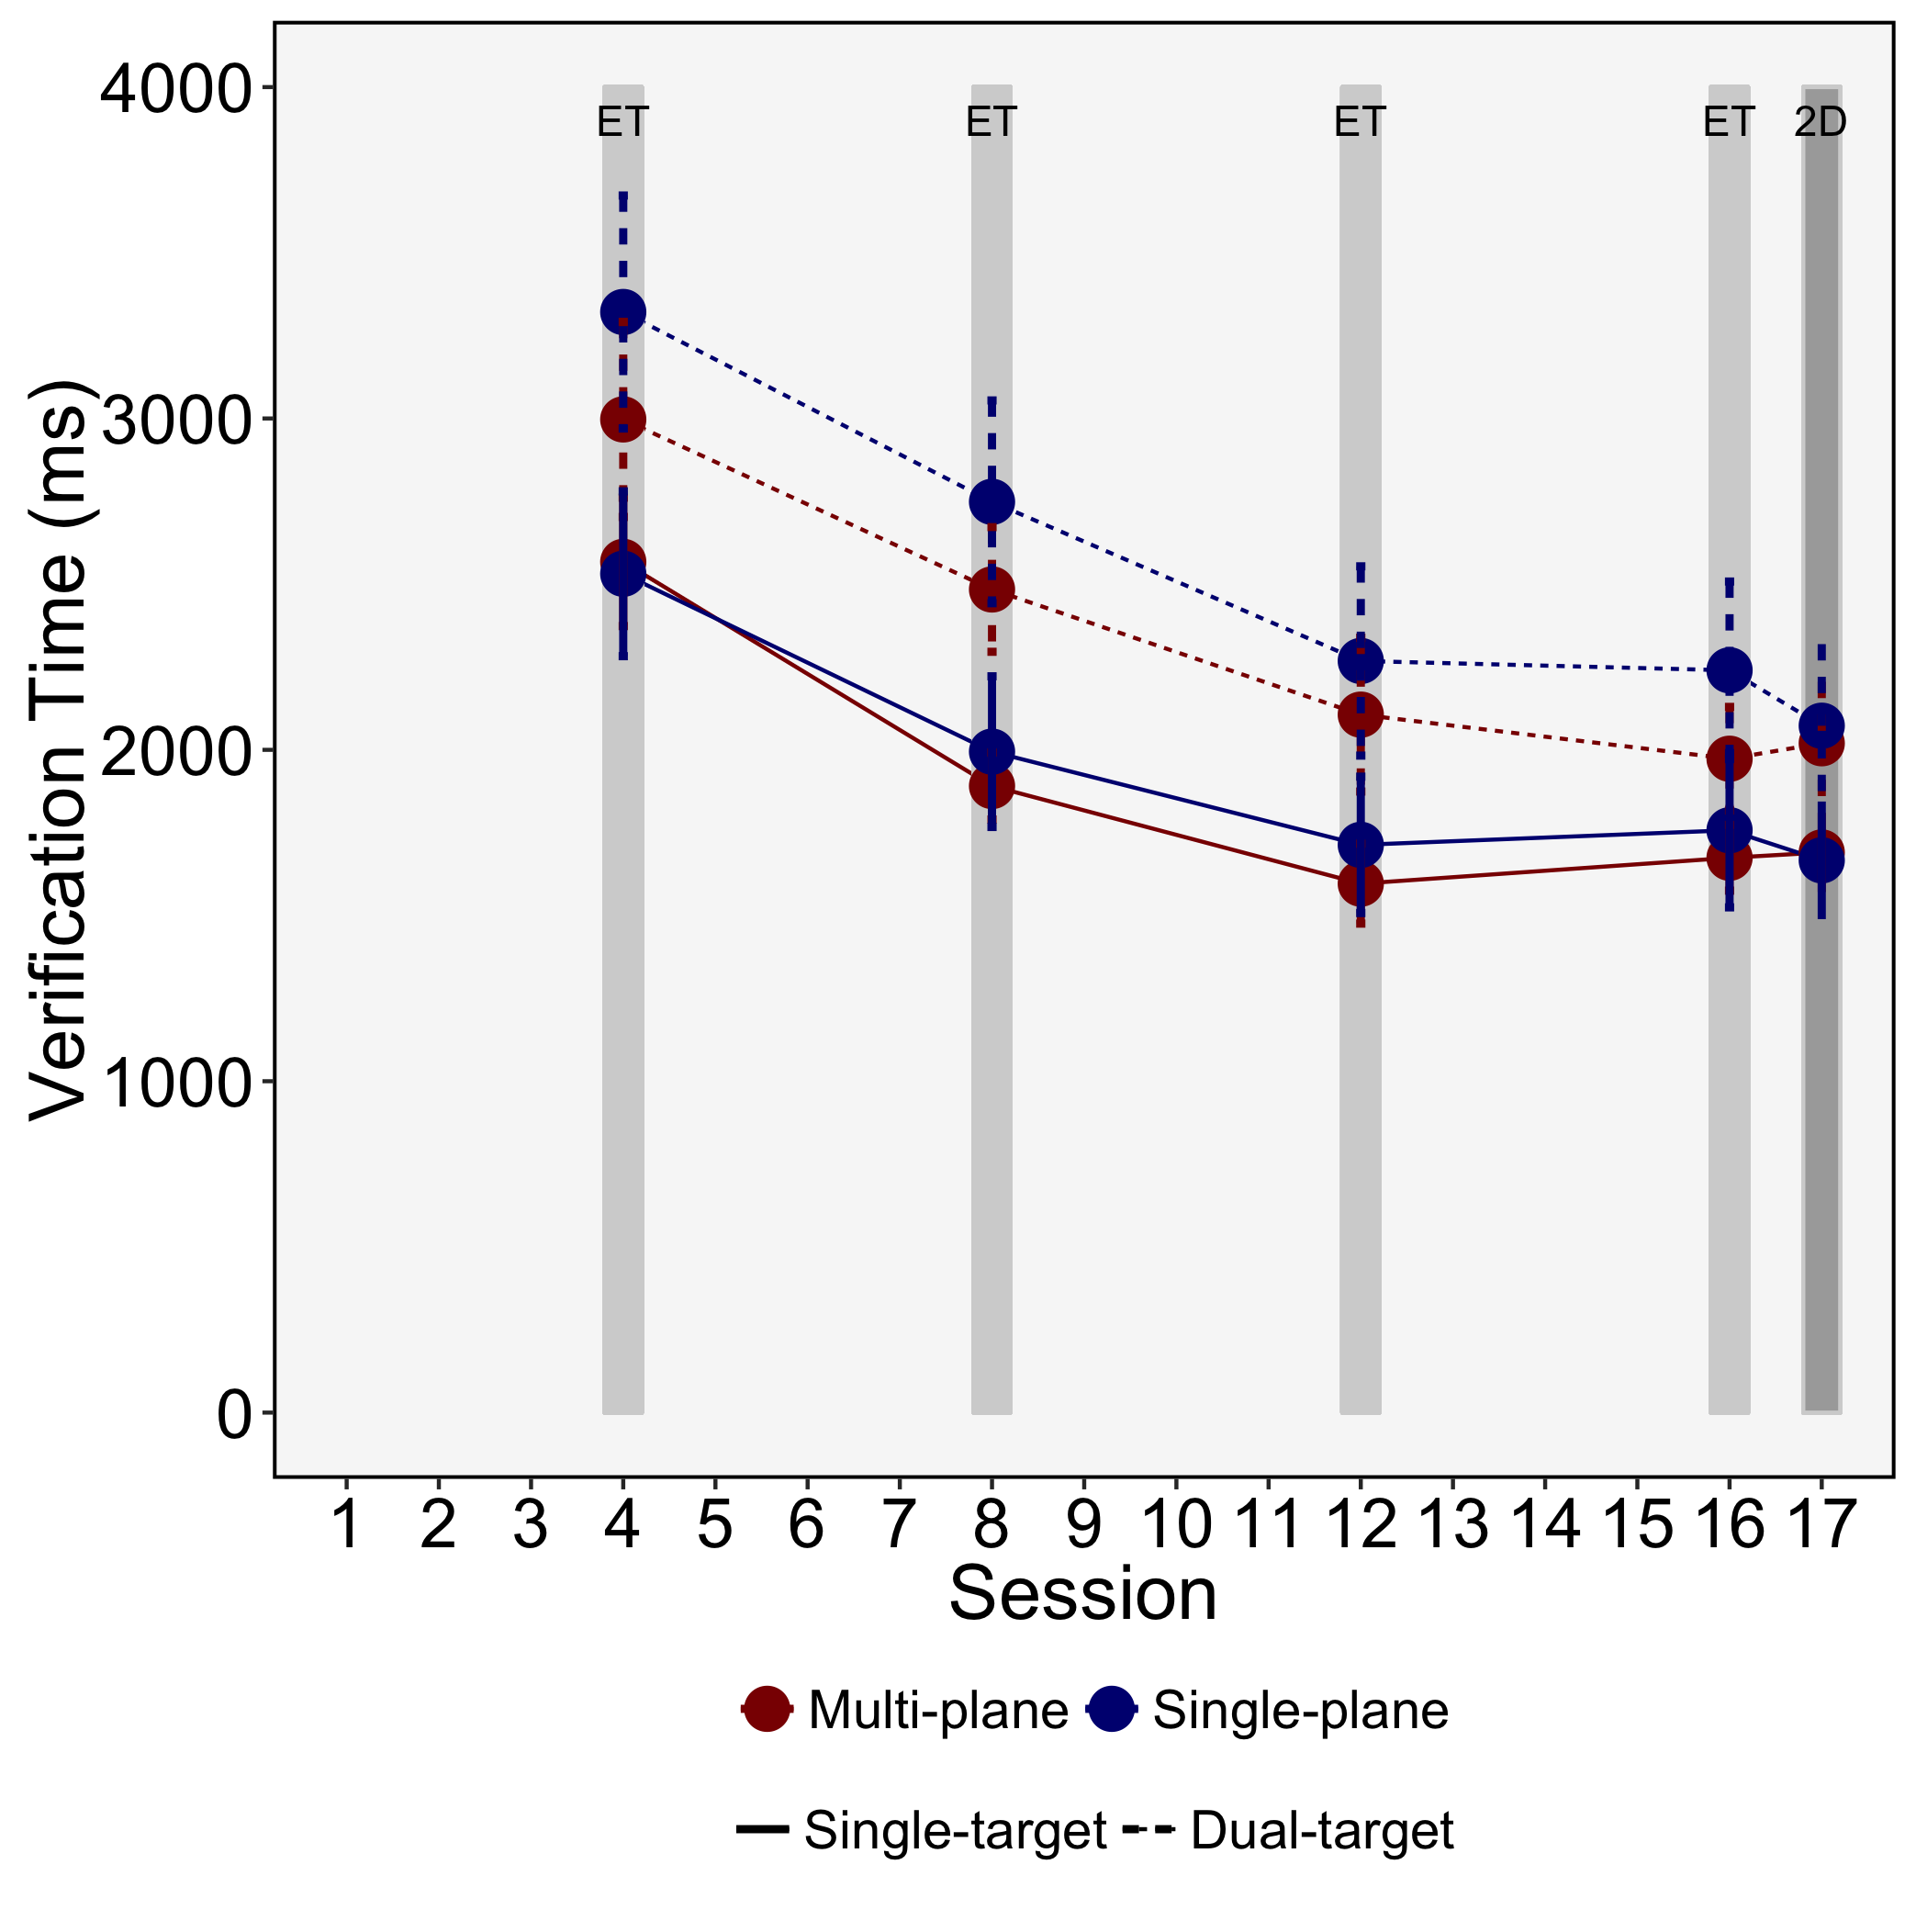 4000
ET ET ET ET 2D
3000
2000
1000
0
Verification Time (ms)
1 2 3 4 5 6 7 8 9 10 11 12 13 14 15 16 17
Session
Multi-plane Single-plane
Single-target Dual-target